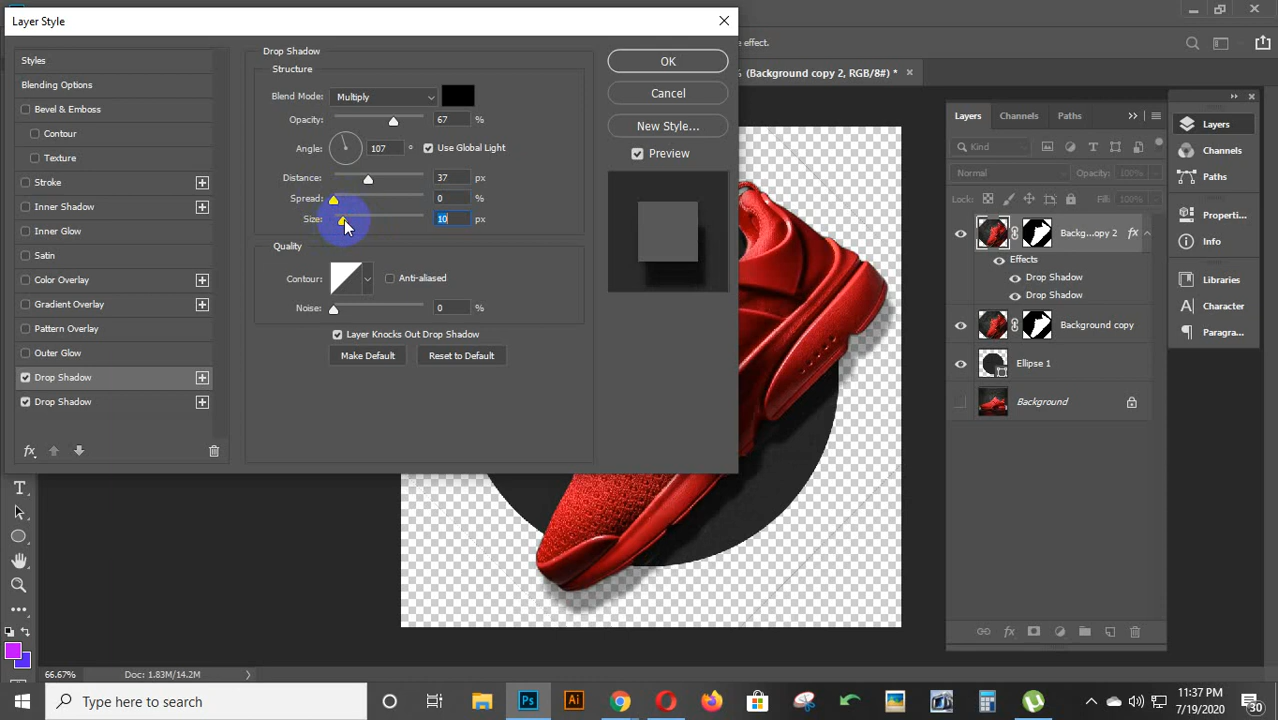 Layer Style
Styles
Blending Options
Bevel & Emboss
Contour
Texture
Stroke
Inner Shadow
Inner Glow
Satin
Color Overlay
Gradient Overlay
Pattern Overlay
Outer Glow
Drop Shadow
Drop Shadow
fx
Drop Shadow
Structure
Blend Mode: Multiply
Opacity: 67 %
Angle: 107 ° Use Global Light
Distance: 37 px
Spread: 0 %
Size: 10 px
Quality
Contour: Anti-aliased
Noise: 0 %
Layer Knocks Out Drop Shadow
Make Default Reset to Default
OK
Cancel
New Style...
Preview
e effect.
% (Background copy 2, RGB/8#) *
Layers Channels Paths
Kind
Normal Opacity: 100%
Lock: Fill: 100%
Backg...opy 2 fx
Effects
Drop Shadow
Drop Shadow
Background copy
Ellipse 1
Background
fx
Layers
Channels
Paths
Properti...
Info
Libraries
Character
Paragra...
66.67% Doc: 1.83M/14.2M
Type here to search
Ps
Ai
11:37 PM
7/19/2020
30